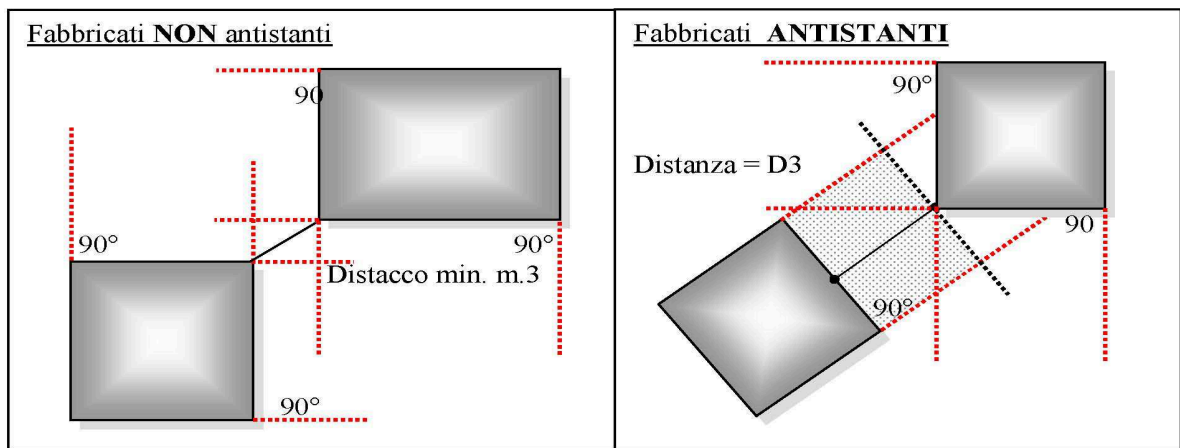 Fabbricati NON antistanti
90
90°
90°
Distacco min. m.3
90°
Fabbricati ANTISTANTI
90°
Distanza = D3
90
90°